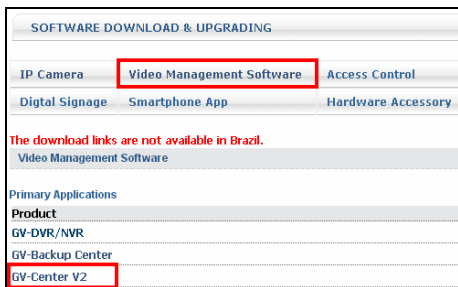 SOFTWARE DOWNLOAD & UPGRADING
IP Camera Video Management Software Access Control
Digtal Signage Smartphone App Hardware Accessory
The download links are not available in Brazil.
Video Management Software
Primary Applications
Product
GV-DVR/NVR
GV-Backup Center
GV-Center V2